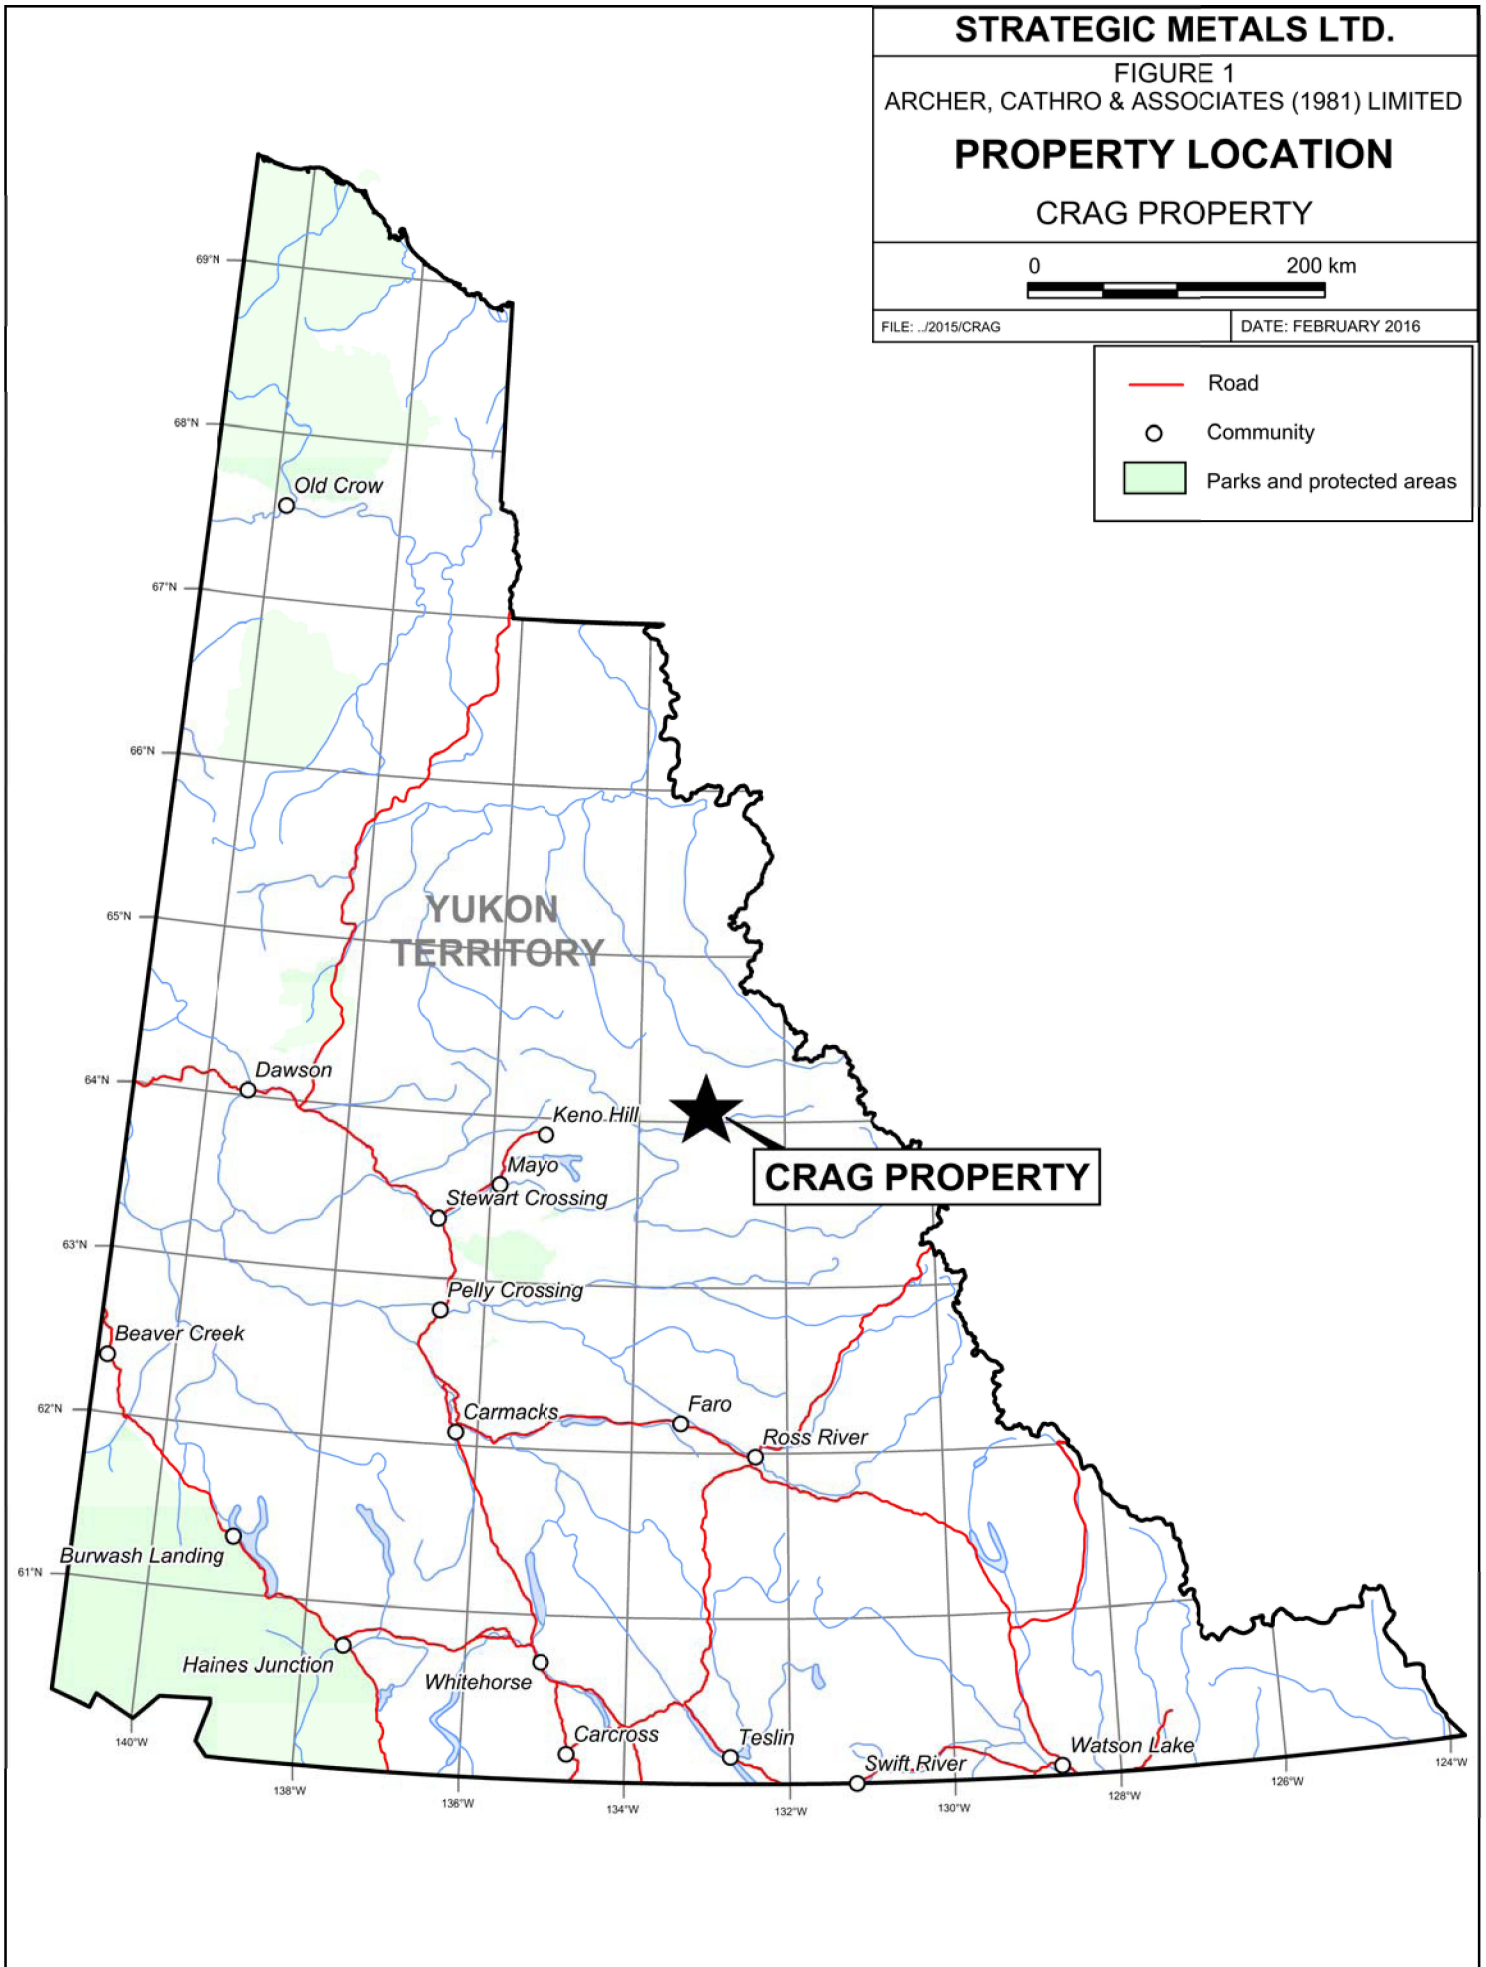 STRATEGIC METALS LTD.
FIGURE 1
ARCHER, CATHRO & ASSOCIATES (1981) LIMITED
PROPERTY LOCATION
CRAG PROPERTY
0 200 km
FILE: ../2015/CRAG DATE: FEBRUARY 2016
Road
Community
Parks and protected areas
69°N
68°N
Old Crow
67°N
66°N
65°N
YUKON
TERRITORY
64°N
Dawson
Keno Hill
Mayo
CRAG PROPERTY
Stewart Crossing
63°N
Pelly Crossing
Beaver Creek
62°N
Carmacks
Faro
Ross River
Burwash Landing
61°N
Haines Junction
Whitehorse
Carcross
Teslin
Swift River
Watson Lake
140°W
138°W
136°W
134°W
132°W
130°W
128°W
126°W
124°W